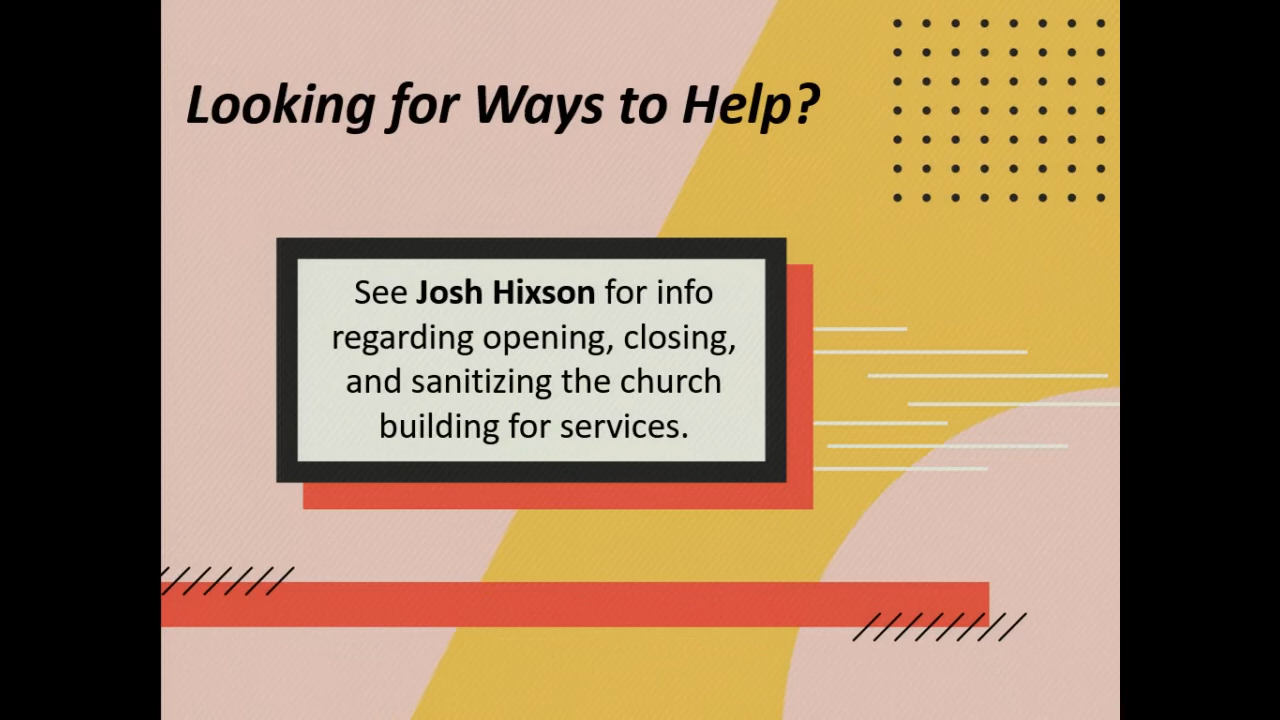 Looking for Ways to Help?
See Josh Hixson for info
regarding opening, closing,
and sanitizing the church
building for services.